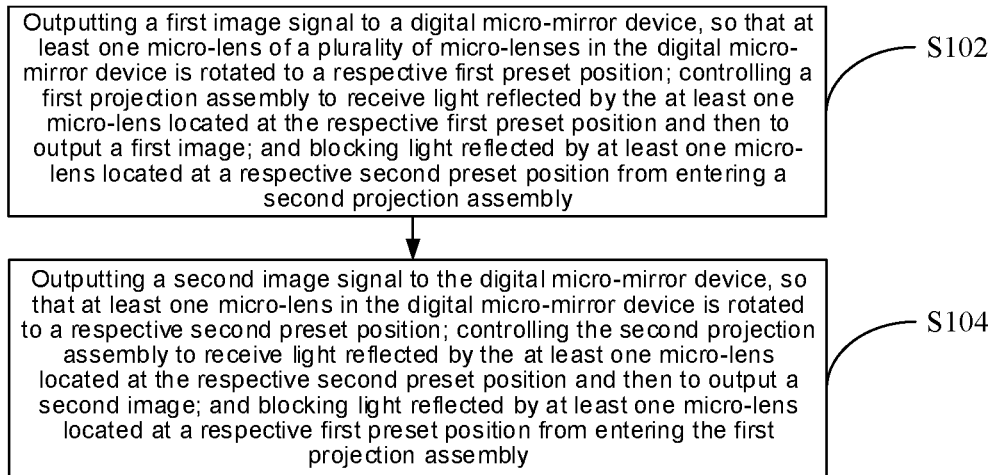 Outputting a first image signal to a digital micro-mirror device, so that at
least one micro-lens of a plurality of micro-lenses in the digital micro-
mirror device is rotated to a respective first preset position; controlling a
first projection assembly to receive light reflected by the at least one
micro-lens located at the respective first preset position and then to
output a first image; and blocking light reflected by at least one micro-
lens located at a respective second preset position from entering a
second projection assembly
S102
Outputting a second image signal to the digital micro-mirror device, so
that at least one micro-lens in the digital micro-mirror device is rotated
to a respective second preset position; controlling the second projection
assembly to receive light reflected by the at least one micro-lens
located at the respective second preset position and then to output a
second image; and blocking light reflected by at least one micro-lens
located at a respective first preset position from entering the first
projection assembly
S104